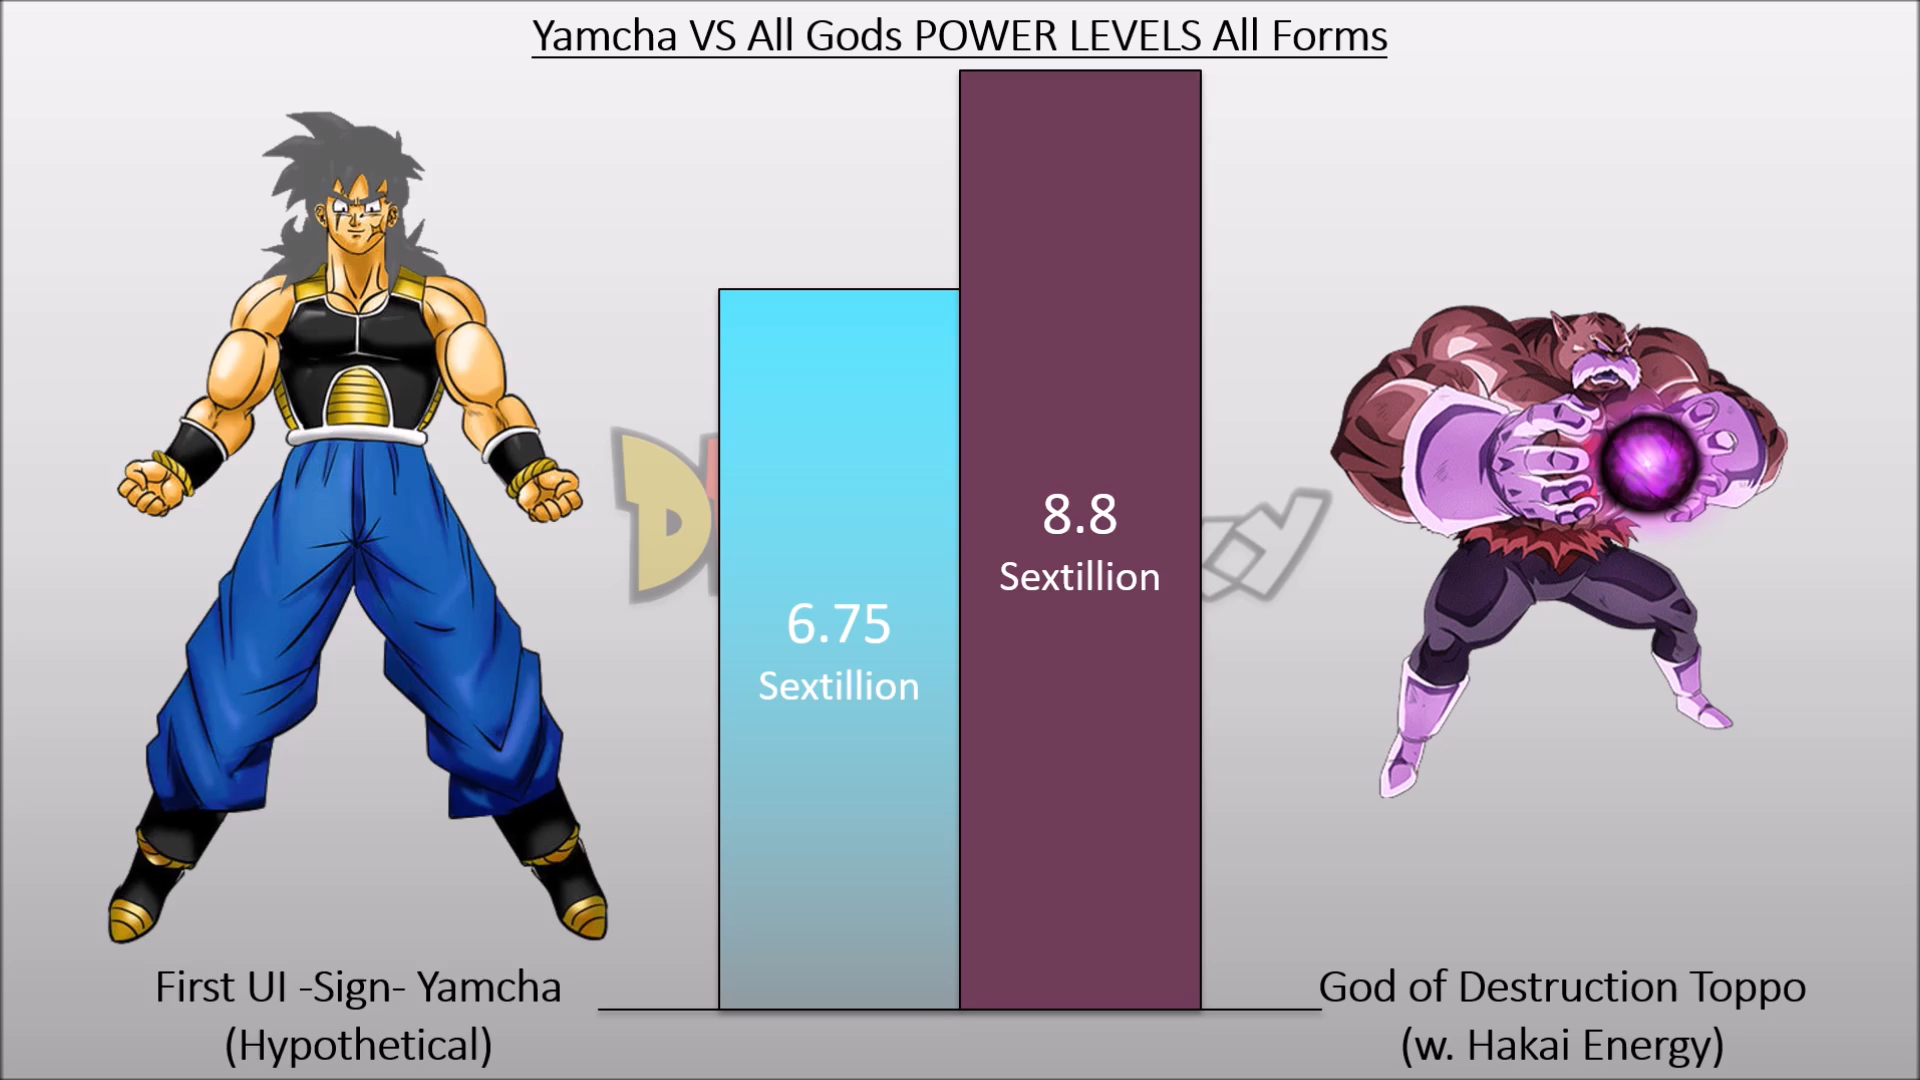 Yamcha VS All Gods POWER LEVELS All Forms
8.8
Sextillion
6.75
Sextillion
First UI -Sign- Yamcha
(Hypothetical)
God of Destruction Toppo
(w. Hakai Energy)